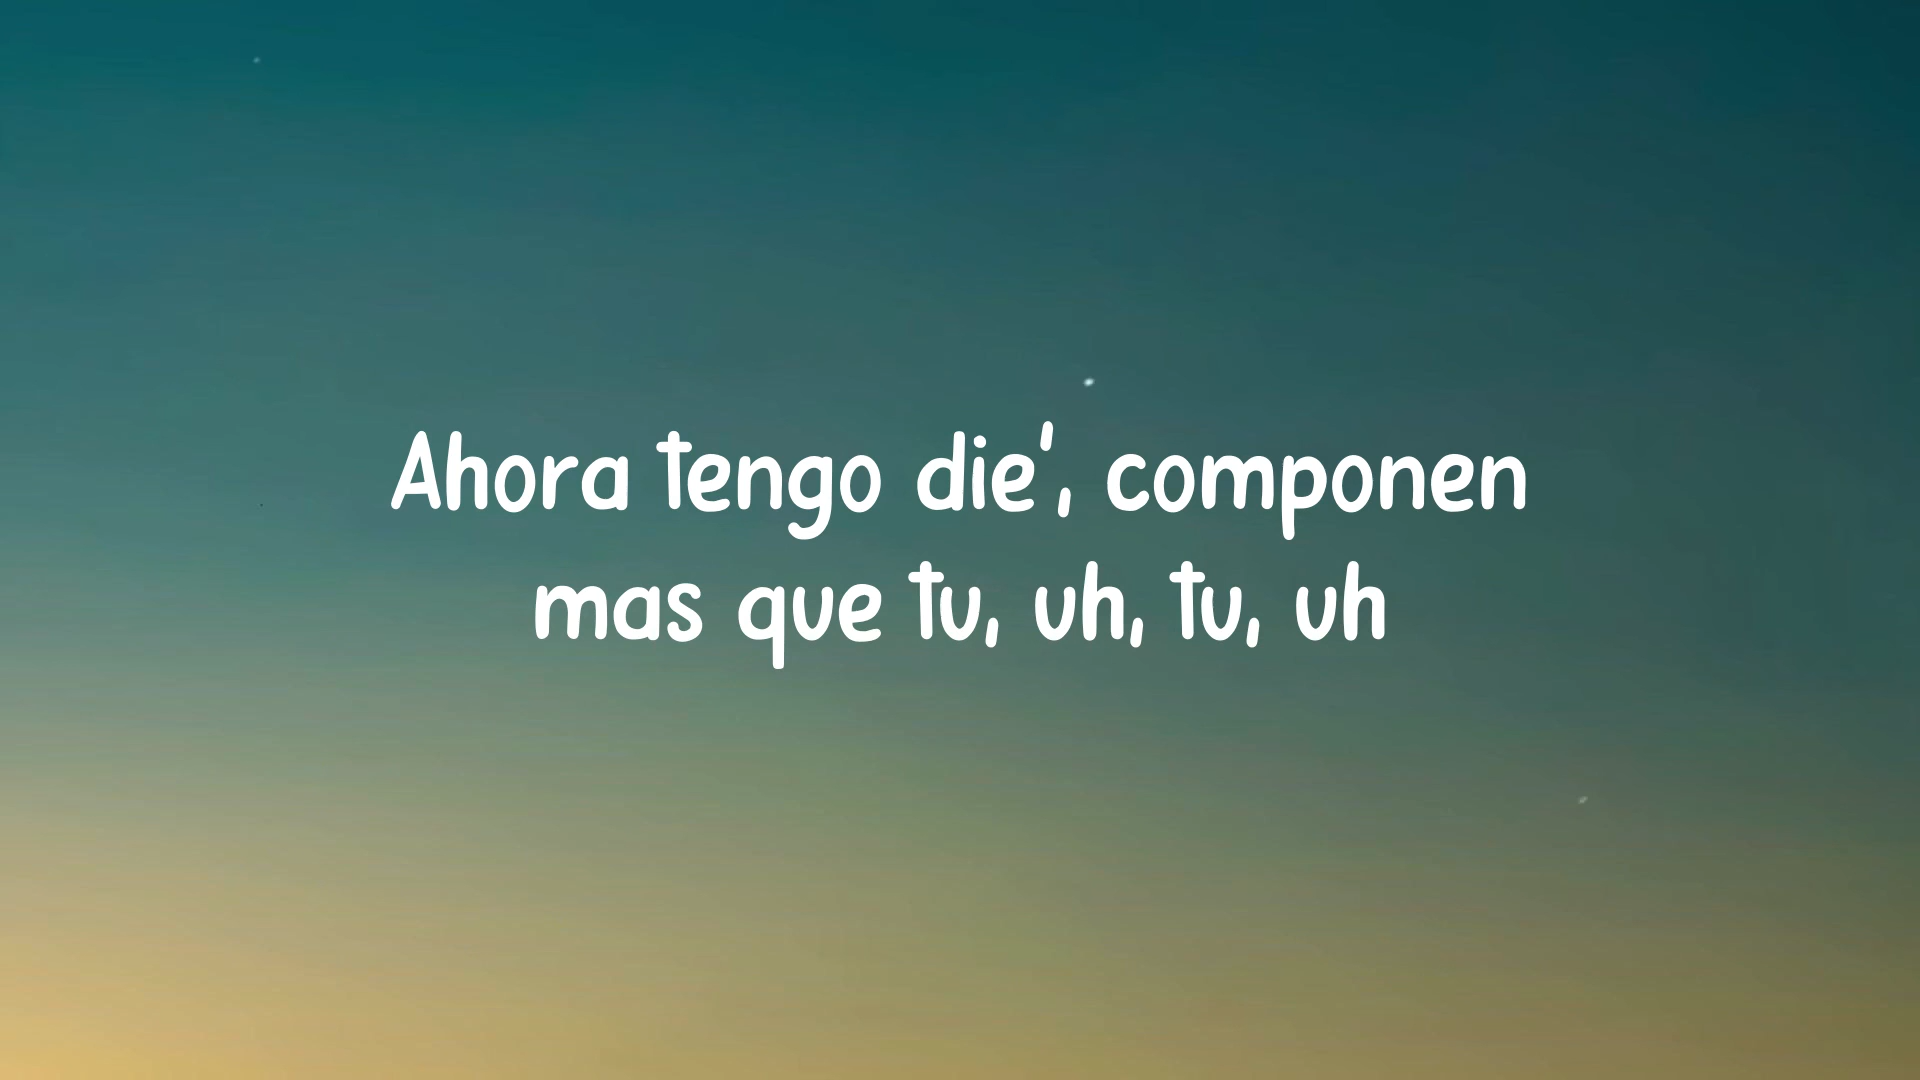 Ahora tengo die', componen
mas que tu, uh, tu, uh